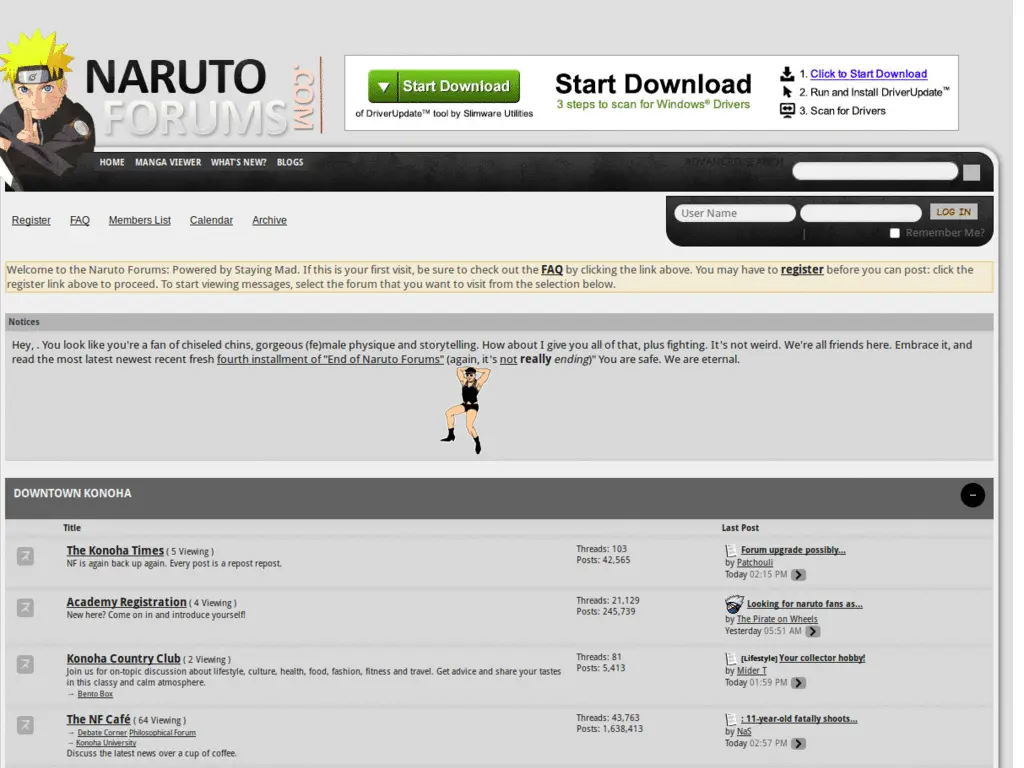 NARUTO
FORUMS
.COM
Start Download
of DriverUpdate™ tool by Slimware Utilities
Start Download
3 steps to scan for Windows® Drivers
1. Click to Start Download
2. Run and Install DriverUpdate™
3. Scan for Drivers
HOME MANGA VIEWER WHAT'S NEW? BLOGS
ADVANCED SEARCH
Register FAQ Members List Calendar Archive
User Name
LOG IN
| Remember Me?
Welcome to the Naruto Forums: Powered by Staying Mad. If this is your first visit, be sure to check out the FAQ by clicking the link above. You may have to register before you can post: click the
register link above to proceed. To start viewing messages, select the forum that you want to visit from the selection below.
Notices
Hey, . You look like you're a fan of chiseled chins, gorgeous (fe)male physique and storytelling. How about I give you all of that, plus fighting. It's not weird. We're all friends here. Embrace it, and
read the most latest newest recent fresh fourth installment of "End of Naruto Forums" (again, it's not really ending)" You are safe. We are eternal.
DOWNTOWN KONOHA
Title Last Post
The Konoha Times ( 5 Viewing )
NF is again back up again. Every post is a repost repost.
Threads: 103
Posts: 42,565
Forum upgrade possibly...
by Patchouli
Today 02:15 PM
Academy Registration ( 4 Viewing )
New here? Come on in and introduce yourself!
Threads: 21,129
Posts: 245,739
Looking for naruto fans as...
by The Pirate on Wheels
Yesterday 05:51 AM
Konoha Country Club ( 2 Viewing )
Join us for on-topic discussion about lifestyle, culture, health, food, fashion, fitness and travel. Get advice and share your tastes
in this classy and calm atmosphere.
→ Bento Box
Threads: 81
Posts: 5,413
[Lifestyle] Your collector hobby!
by Mider T
Today 01:59 PM
The NF Café ( 64 Viewing )
→ Debate Corner Philosophical Forum
→ Konoha University
Discuss the latest news over a cup of coffee.
Threads: 43,763
Posts: 1,638,413
: 11-year-old fatally shoots...
by NaS
Today 02:57 PM